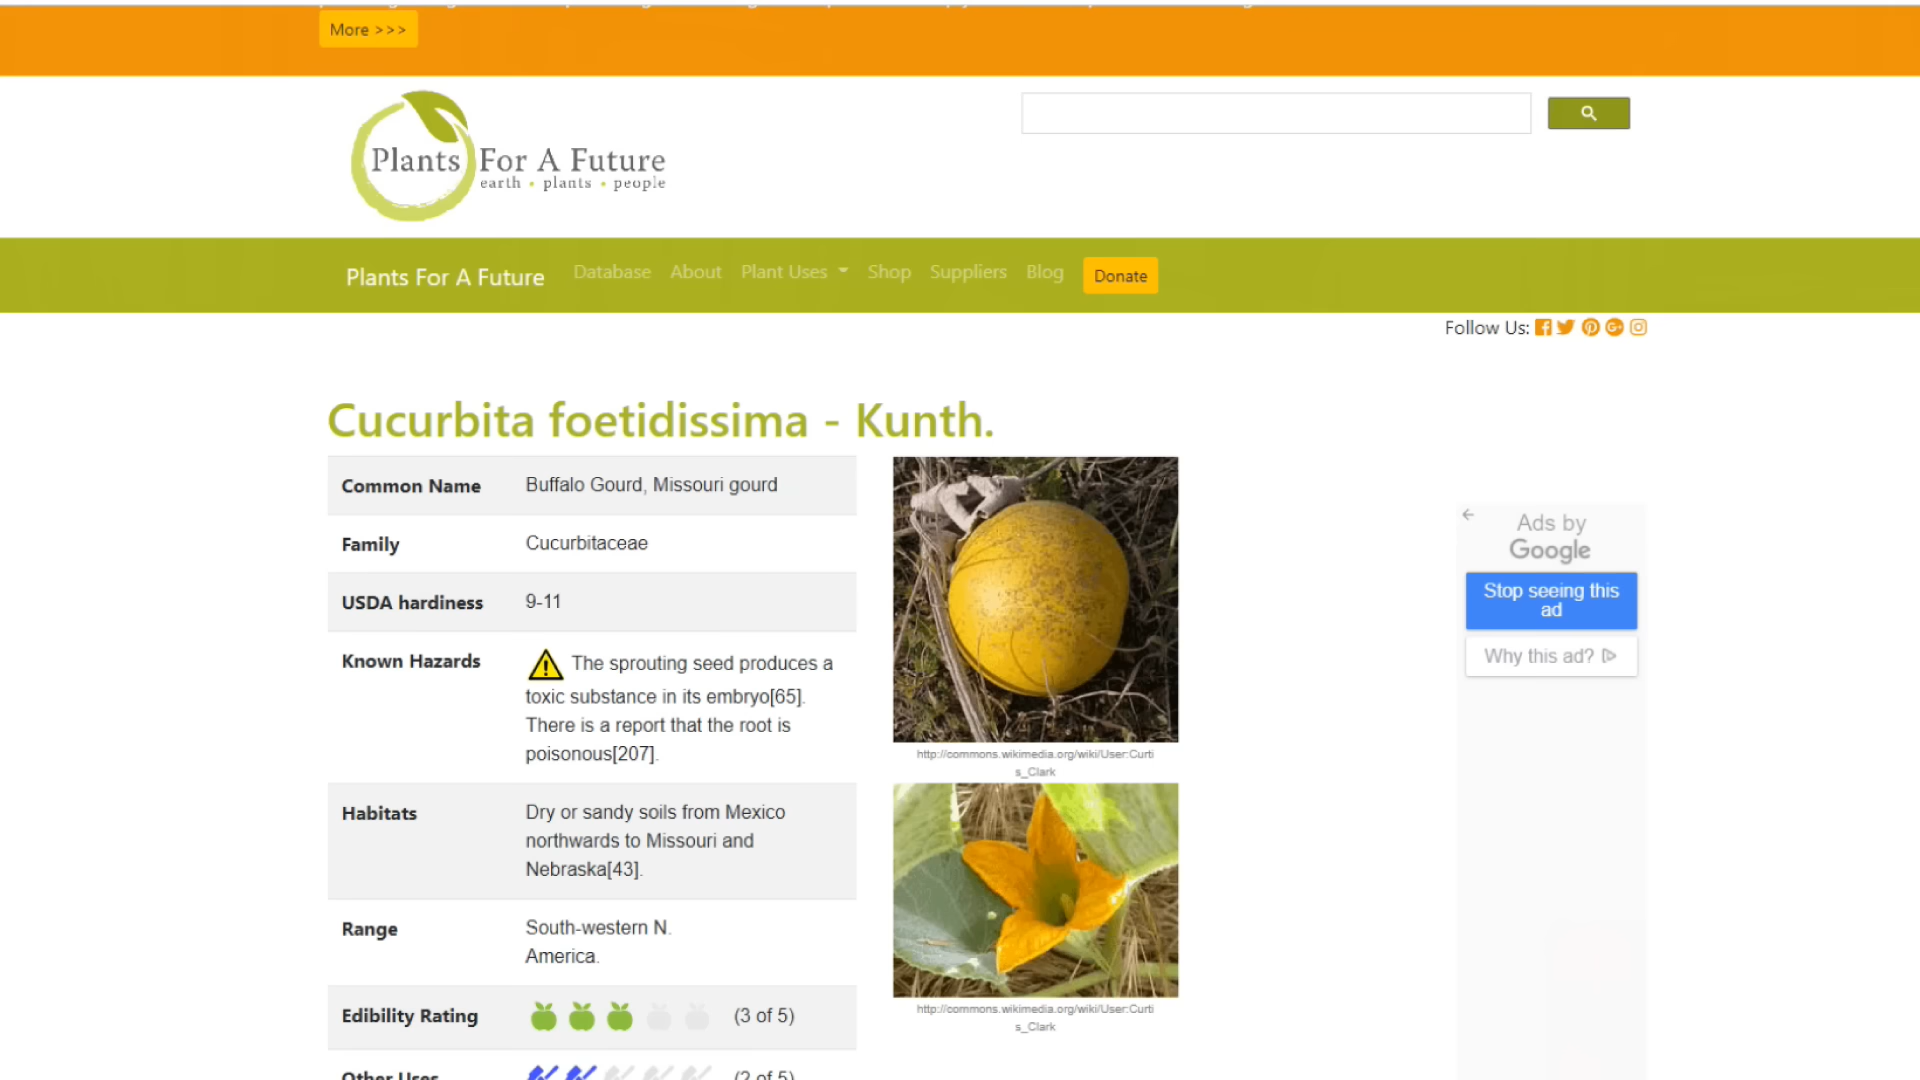 More >>>
Plants For A Future
earth • plants • people
Plants For A Future Database About Plant Uses Shop Suppliers Blog Donate
Follow Us:
Cucurbita foetidissima - Kunth.
Common Name Buffalo Gourd, Missouri gourd
Family Cucurbitaceae
USDA hardiness 9-11
Known Hazards The sprouting seed produces a
toxic substance in its embryo[65].
There is a report that the root is
poisonous[207].
Habitats Dry or sandy soils from Mexico
northwards to Missouri and
Nebraska[43].
Range South-western N.
America.
Edibility Rating (3 of 5)
Other Uses (2 of 5)
http://commons.wikimedia.org/wiki/User:Curti
s_Clark
http://commons.wikimedia.org/wiki/User:Curti
s_Clark
Ads by
Google
Stop seeing this
ad
Why this ad?